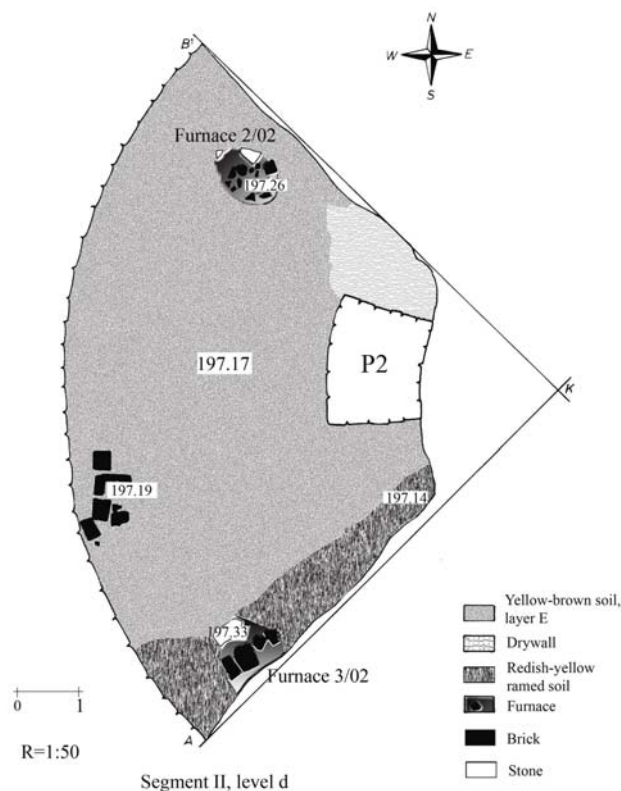 N
W E
S
B¹
Furnace 2/02
197.26
197.17
P2
K
197.19
197.14
197.33
Furnace 3/02
A
0 1
R=1:50
Segment II, level d
Yellow-brown soil,
layer E
Drywall
Redish-yellow
ramed soil
Furnace
Brick
Stone